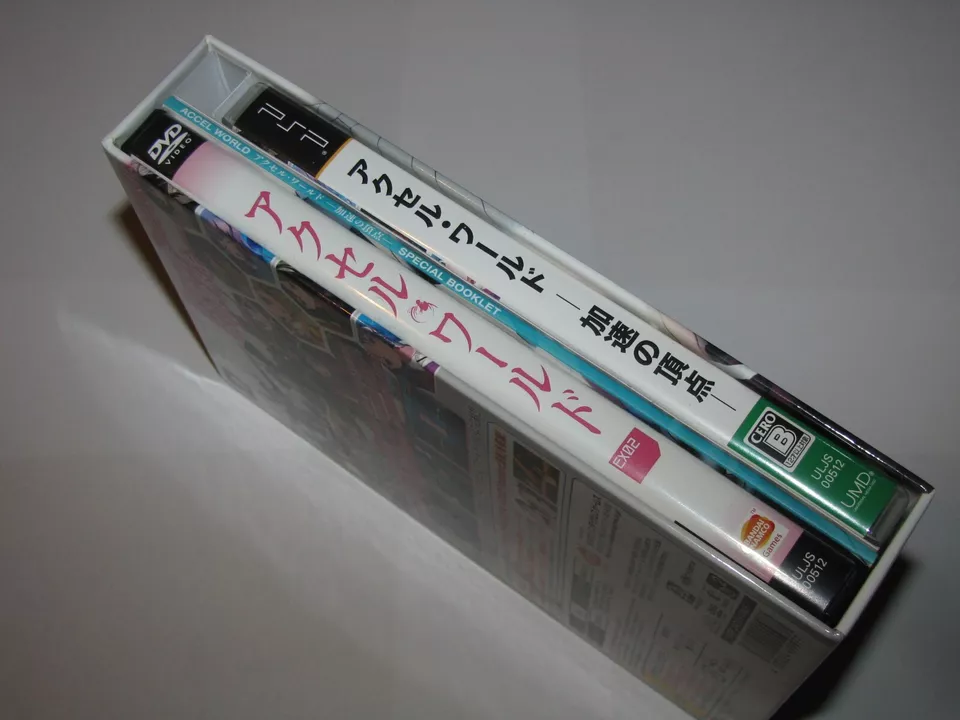 PSP
アクセル・ワールド ―加速の頂点―
CERO
B
ULJS
00512
UMD
ACCEL WORLD アクセル・ワールド ―加速の頂点― SPECIAL BOOKLET
DVD
VIDEO
アクセル・ワールド
EX02
BANDAI
NAMCO
Games
ULJS
00512